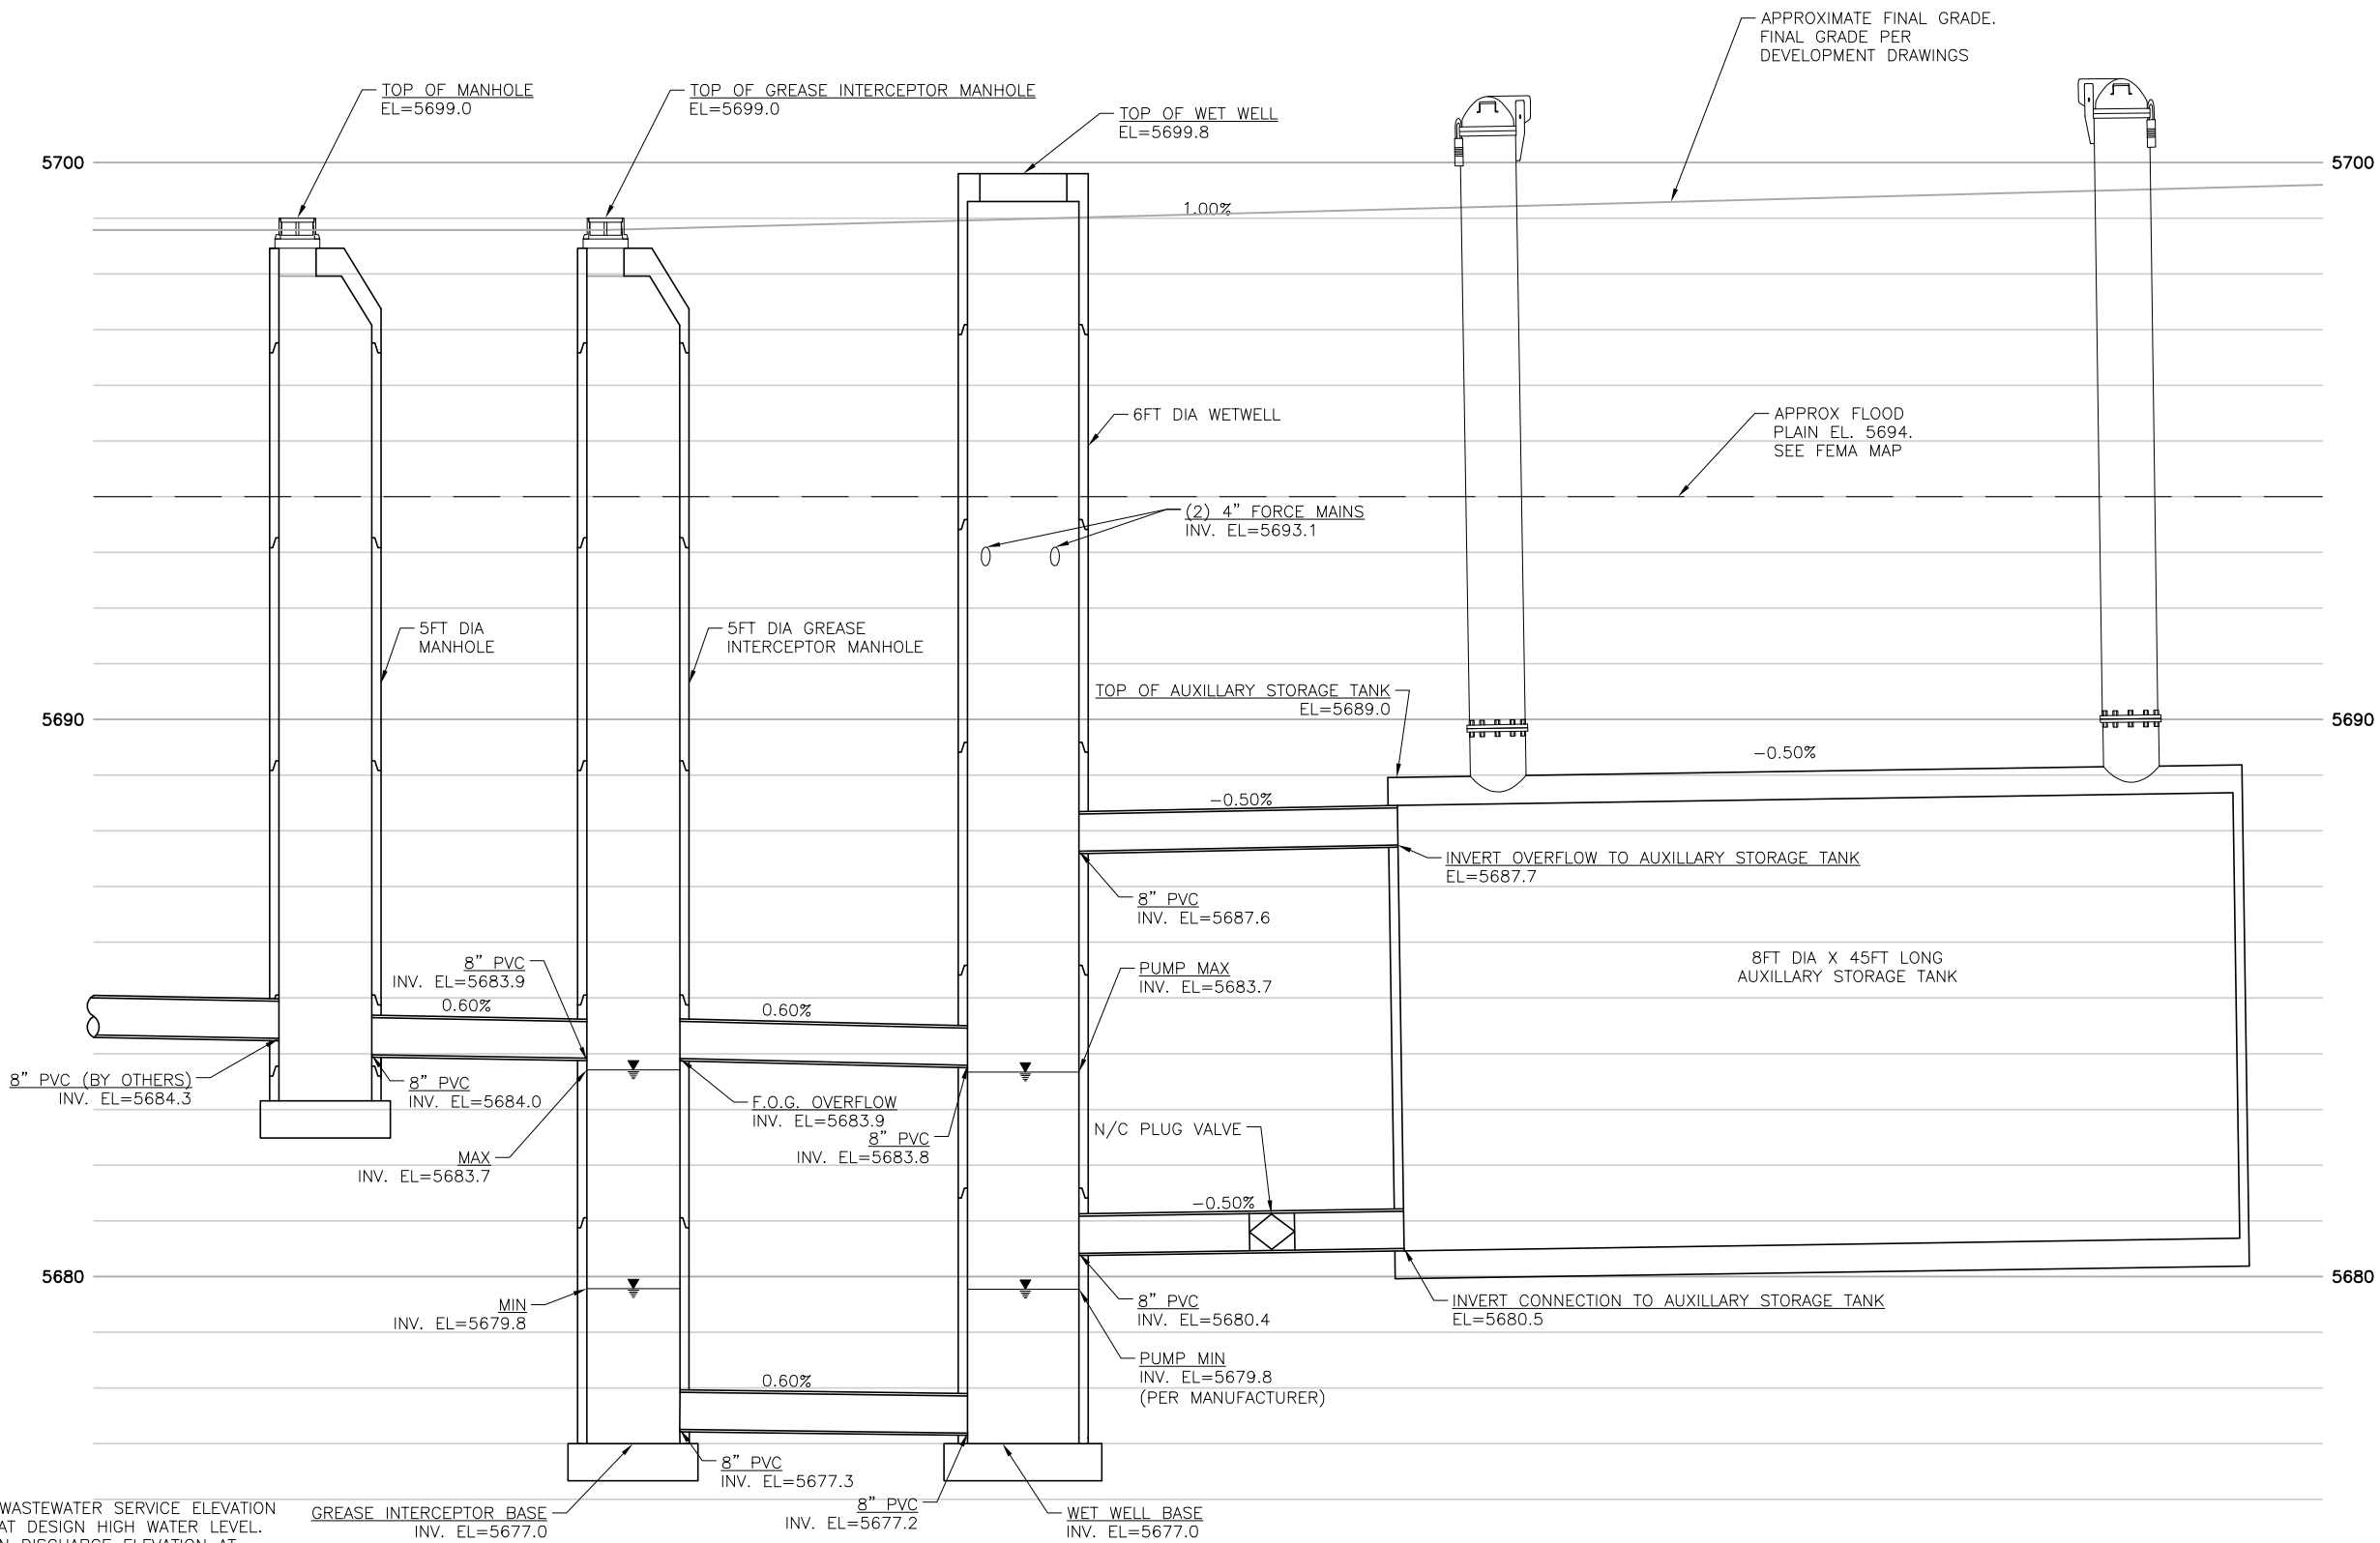 APPROXIMATE FINAL GRADE.
FINAL GRADE PER
DEVELOPMENT DRAWINGS
TOP OF MANHOLE
EL=5699.0
TOP OF GREASE INTERCEPTOR MANHOLE
EL=5699.0
TOP OF WET WELL
EL=5699.8
5700
5700
1.00%
6FT DIA WETWELL
APPROX FLOOD
PLAIN EL. 5694.
SEE FEMA MAP
(2) 4" FORCE MAINS
INV. EL=5693.1
5FT DIA
MANHOLE
5FT DIA GREASE
INTERCEPTOR MANHOLE
TOP OF AUXILLARY STORAGE TANK
EL=5689.0
5690
5690
-0.50%
-0.50%
INVERT OVERFLOW TO AUXILLARY STORAGE TANK
EL=5687.7
8" PVC
INV. EL=5687.6
8FT DIA X 45FT LONG
AUXILLARY STORAGE TANK
8" PVC
INV. EL=5683.9
PUMP MAX
INV. EL=5683.7
0.60%
0.60%
8" PVC (BY OTHERS)
INV. EL=5684.3
8" PVC
INV. EL=5684.0
F.O.G. OVERFLOW
INV. EL=5683.9
8" PVC
INV. EL=5683.8
N/C PLUG VALVE
MAX
INV. EL=5683.7
-0.50%
5680
5680
MIN
INV. EL=5679.8
8" PVC
INV. EL=5680.4
INVERT CONNECTION TO AUXILLARY STORAGE TANK
EL=5680.5
PUMP MIN
INV. EL=5679.8
(PER MANUFACTURER)
0.60%
8" PVC
INV. EL=5677.3
8" PVC
INV. EL=5677.2
GREASE INTERCEPTOR BASE
INV. EL=5677.0
WET WELL BASE
INV. EL=5677.0
WASTEWATER SERVICE ELEVATION
AT DESIGN HIGH WATER LEVEL.
DISCHARGE ELEVATION AT